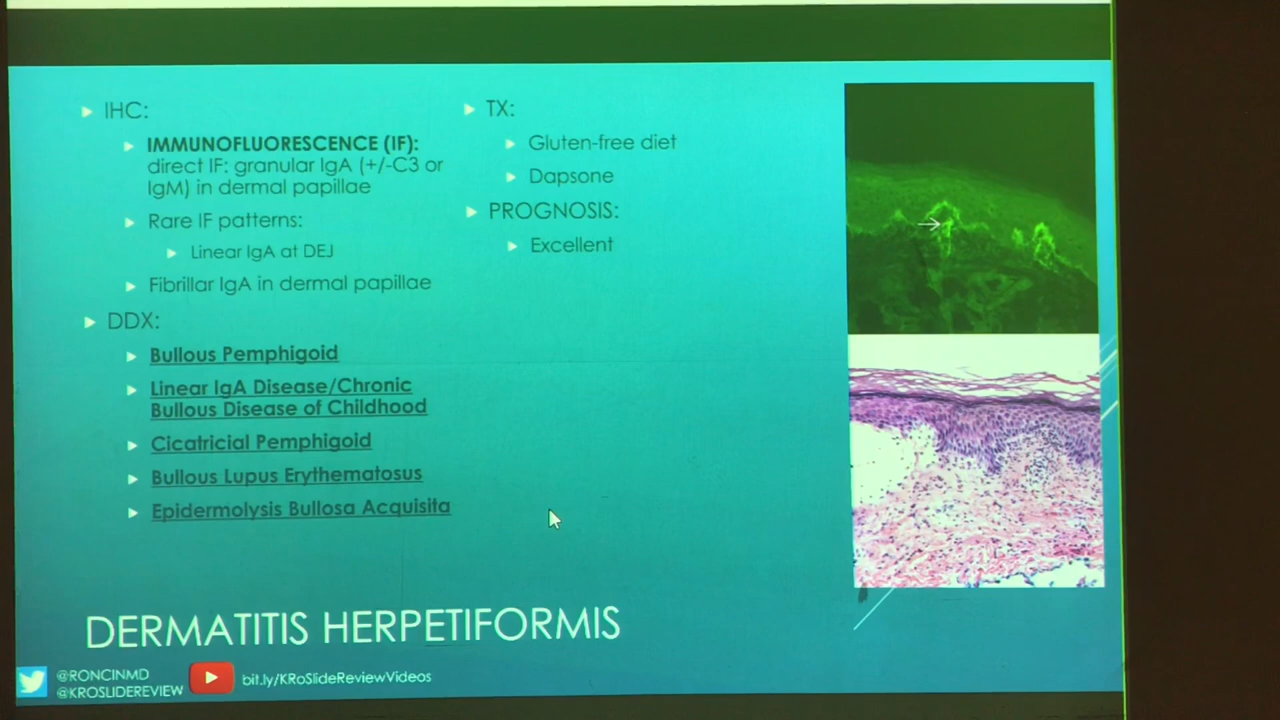 IHC:
IMMUNOFLUORESCENCE (IF):
direct IF: granular IgA (+/-C3 or
IgM) in dermal papillae
Rare IF patterns:
Linear IgA at DEJ
Fibrillar IgA in dermal papillae
DDX:
Bullous Pemphigoid
Linear IgA Disease/Chronic
Bullous Disease of Childhood
Cicatricial Pemphigoid
Bullous Lupus Erythematosus
Epidermolysis Bullosa Acquisita
TX:
Gluten-free diet
Dapsone
PROGNOSIS:
Excellent
DERMATITIS HERPETIFORMIS
@RONCINMD
@KROSLIDEREVIEW
bit.ly/KRoSlideReviewVideos